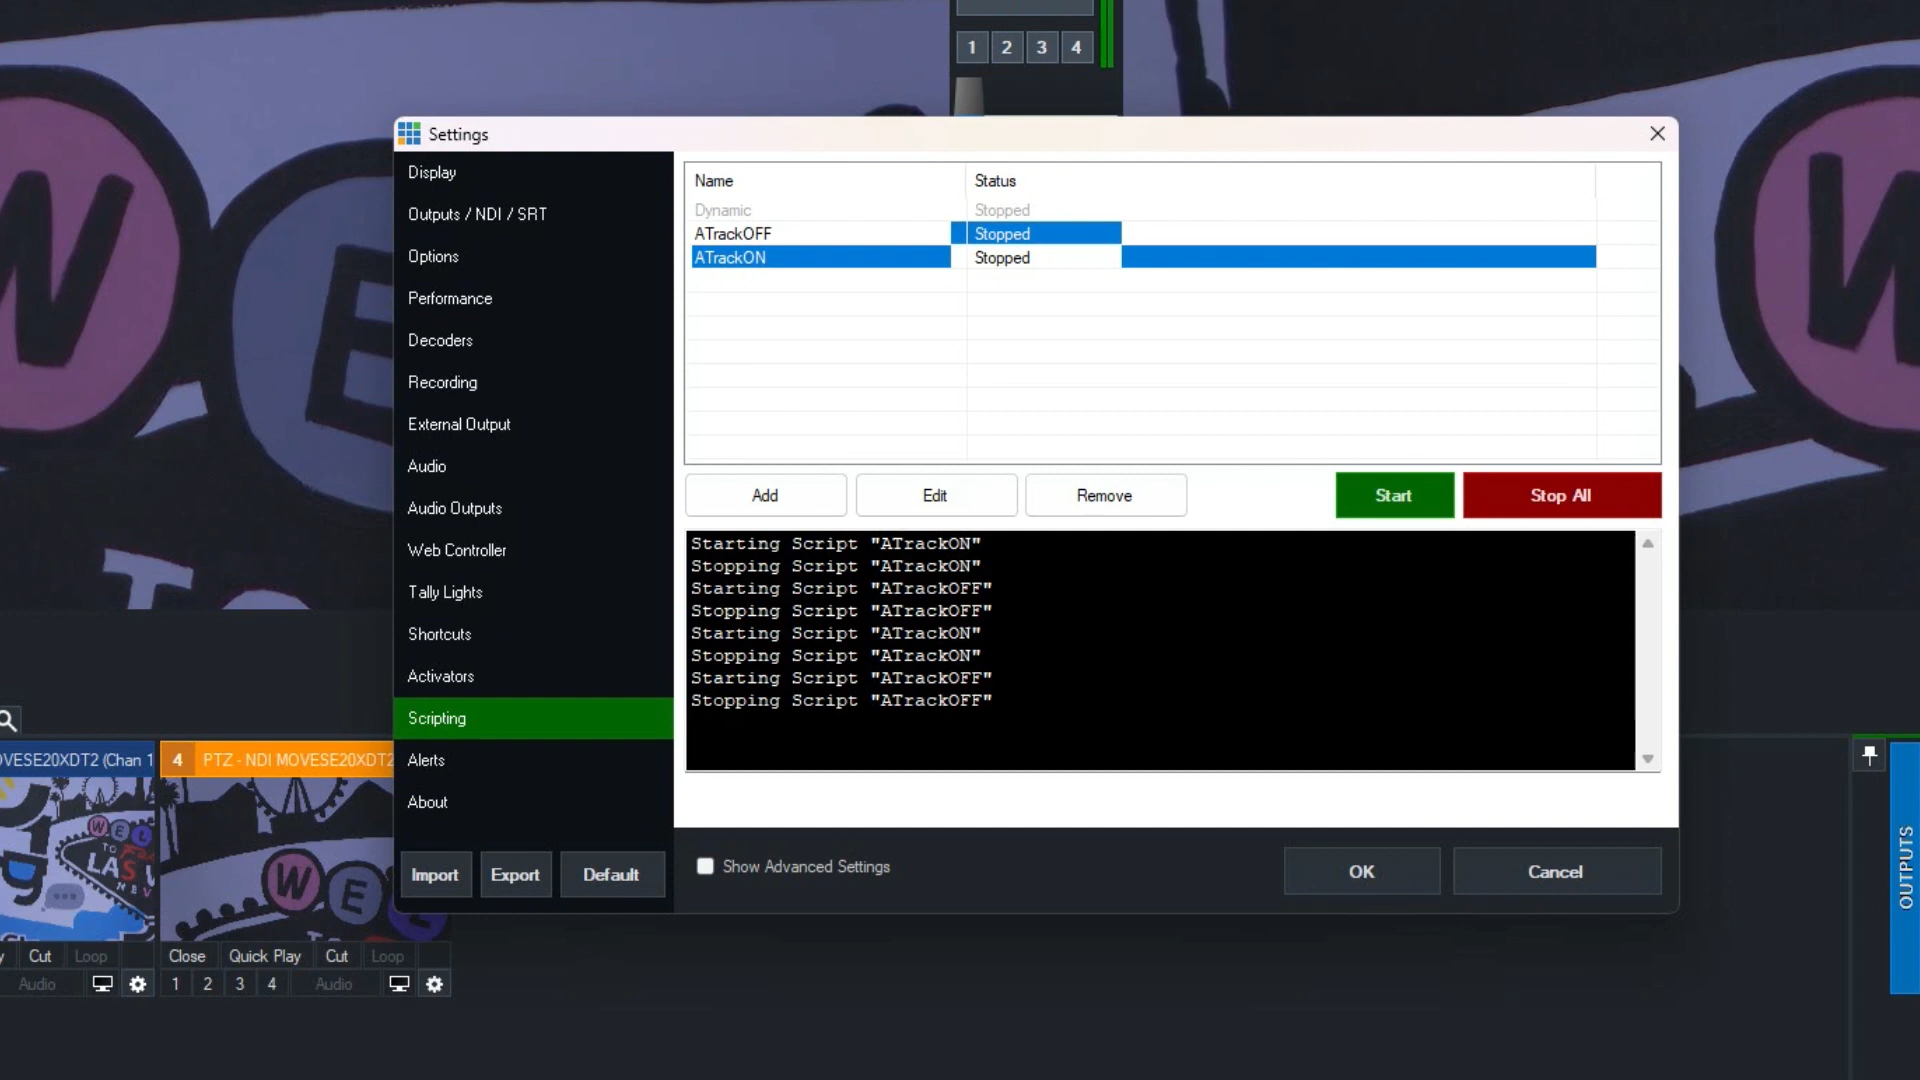 1 2 3 4
Settings
Display
Outputs / NDI / SRT
Options
Performance
Decoders
Recording
External Output
Audio
Audio Outputs
Web Controller
Tally Lights
Shortcuts
Activators
Scripting
Alerts
About
Import Export Default
Name Status
Dynamic Stopped
ATrackOFF Stopped
ATrackON Stopped
Add Edit Remove Start Stop All
Starting Script "ATrackON"
Stopping Script "ATrackON"
Starting Script "ATrackOFF"
Stopping Script "ATrackOFF"
Starting Script "ATrackON"
Stopping Script "ATrackON"
Starting Script "ATrackOFF"
Stopping Script "ATrackOFF"
Show Advanced Settings
OK Cancel
OVESE20XDT2 (Chan 1
4 PTZ - NDI MOVESE20XDT2
W E
W
T
W E L
TO
LAS
NEV
W E L
Cut Loop
Audio
Close Quick Play Cut Loop
1 2 3 4 Audio
OUTPUTS